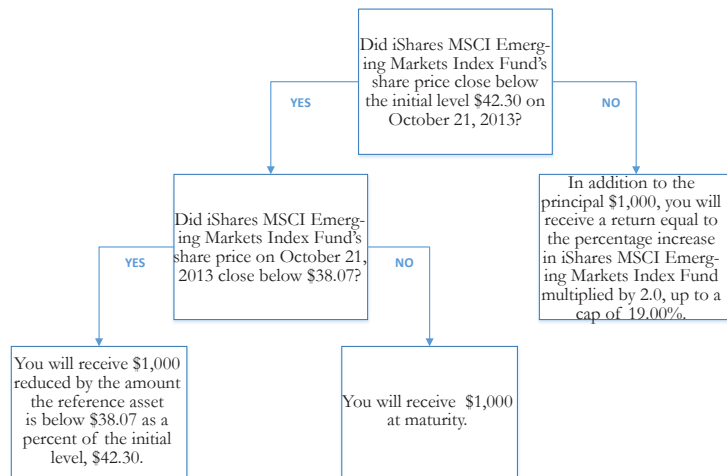 Did iShares MSCI Emerg-
ing Markets Index Fund's
share price close below
the initial level $42.30 on
October 21, 2013?
YES
NO
Did iShares MSCI Emerg-
ing Markets Index Fund's
share price on October 21,
2013 close below $38.07?
In addition to the
principal $1,000, you will
receive a return equal to
the percentage increase
in iShares MSCI Emerg-
ing Markets Index Fund
multiplied by 2.0, up to a
cap of 19.00%.
YES
NO
You will receive $1,000
reduced by the amount
the reference asset
is below $38.07 as a
percent of the initial
level, $42.30.
You will receive $1,000
at maturity.